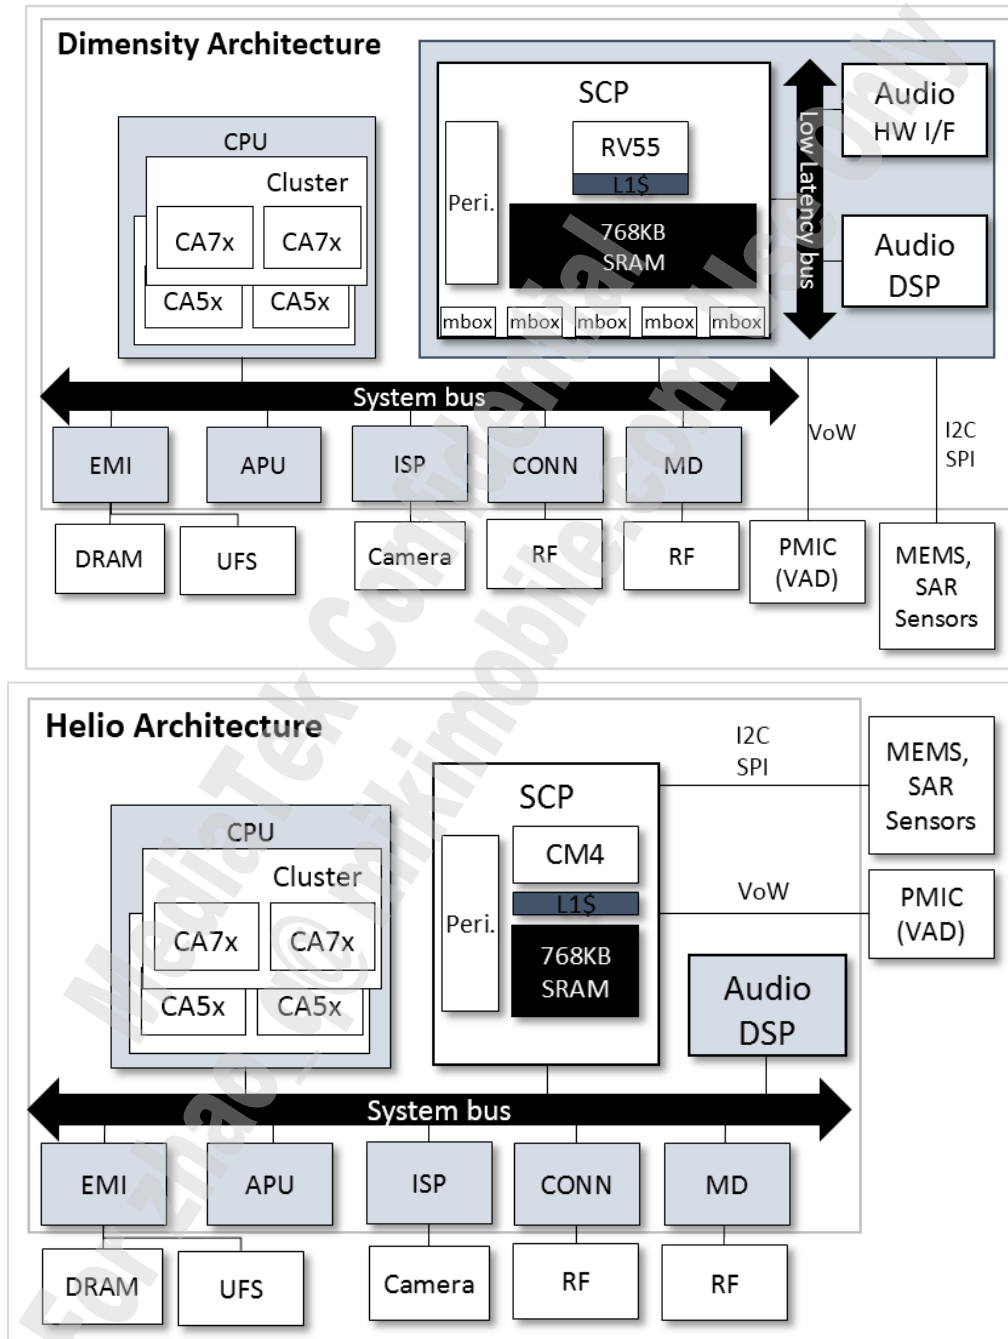 Dimensity Architecture
CPU
Cluster
CA7x
CA7x
CA5x
CA5x
SCP
Peri.
RV55
L1$
768KB
SRAM
mbox
mbox
mbox
mbox
mbox
Low Latency bus
Audio
HW I/F
Audio
DSP
System bus
VoW
I2C
SPI
EMI
APU
ISP
CONN
MD
DRAM
UFS
Camera
RF
RF
PMIC
(VAD)
MEMS,
SAR
Sensors
Helio Architecture
CPU
Cluster
CA7x
CA7x
CA5x
CA5x
SCP
Peri.
CM4
L1$
768KB
SRAM
I2C
SPI
MEMS,
SAR
Sensors
VoW
PMIC
(VAD)
Audio
DSP
System bus
EMI
APU
ISP
CONN
MD
DRAM
UFS
Camera
RF
RF
MediaTek Confidential